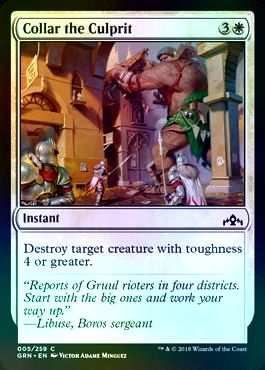 Collar the Culprit 3
Instant
Destroy target creature with toughness
4 or greater.
“Reports of Gruul rioters in four districts.
Start with the big ones and work your
way up.”
—Libuse, Boros sergeant
005/259 C
GRN • EN VICTOR ADAME MINGUEZ ™ & © 2018 Wizards of the Coast